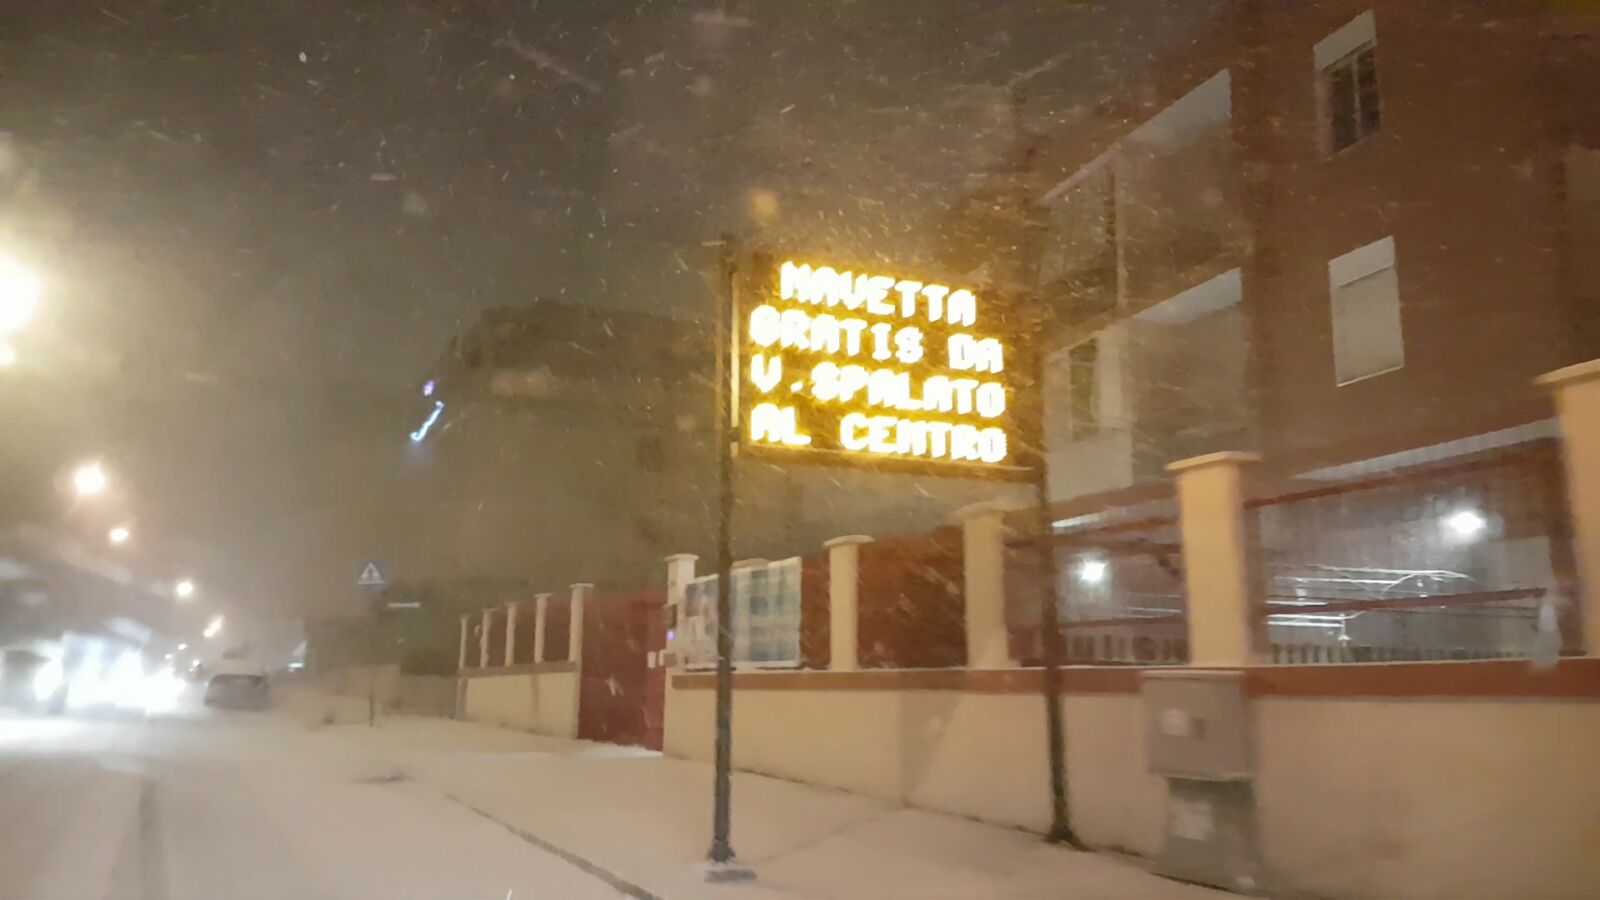 NAVETTA
GRATIS DA
V.SPALATO
AL CENTRO